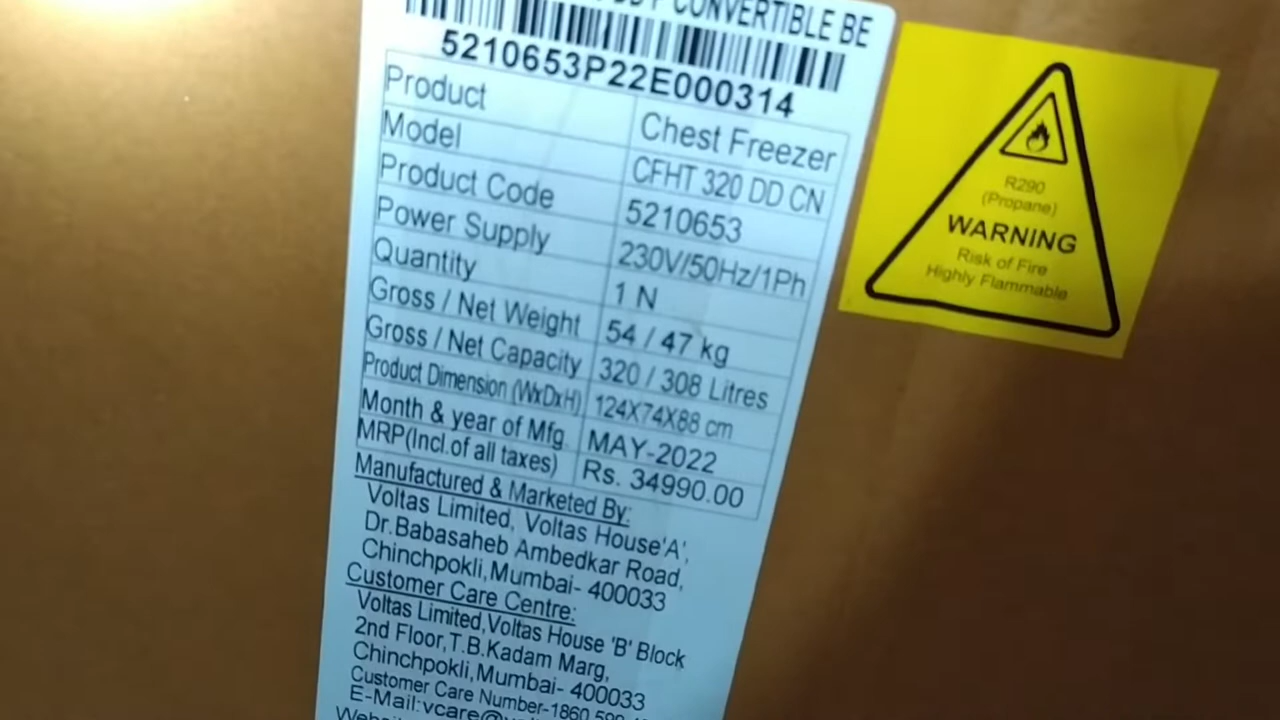 CONVERTIBLE BE
5210653P22E000314
Product Chest Freezer
Model CFHT 320 DD CN
Product Code 5210653
Power Supply 230V/50Hz/1Ph
Quantity 1 N
Gross / Net Weight 54 / 47 kg
Gross / Net Capacity 320 / 308 Litres
Product Dimension (WxDxH) 124X74X88 cm
Month & year of Mfg. MAY-2022
MRP(Incl.of all taxes) Rs. 34990.00
Manufactured & Marketed By:
Voltas Limited, Voltas House'A',
Dr.Babasaheb Ambedkar Road,
Chinchpokli,Mumbai- 400033
Customer Care Centre:
Voltas Limited,Voltas House 'B' Block
2nd Floor,T.B.Kadam Marg,
Chinchpokli,Mumbai- 400033
Customer Care Number-1860 599
E-Mail:
R290
(Propane)
WARNING
Risk of Fire
Highly Flammable